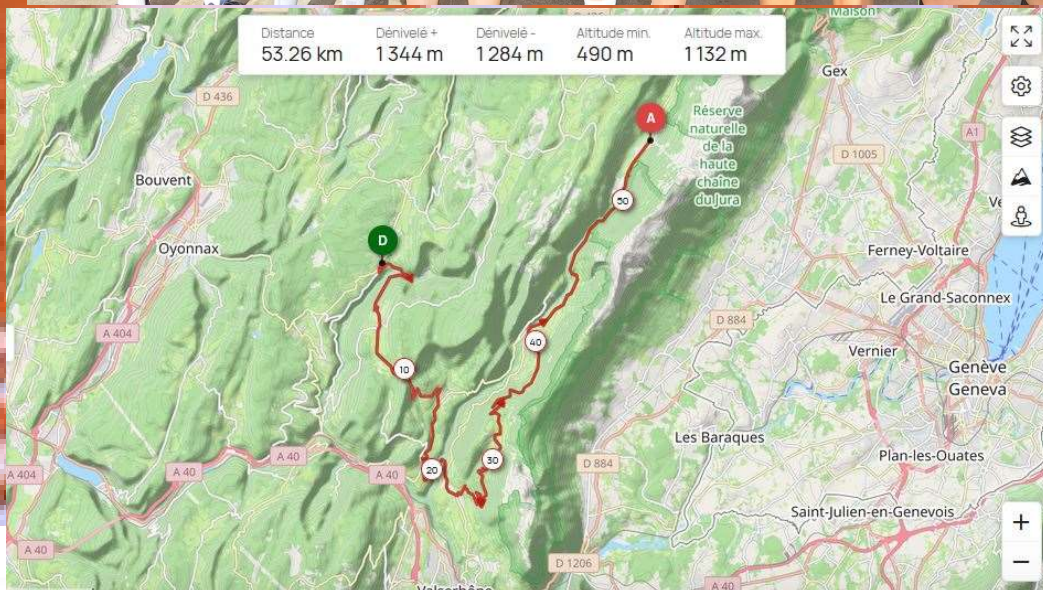 Maison
Distance
Dénivelé +
Dénivelé -
Altitude min.
Altitude max.
53.26 km
1 344 m
1 284 m
490 m
1 132 m
Gex
D 436
A
Réserve
naturelle
de la
haute
chaîne
du Jura
A1
D 1005
Bouvent
50
D
Oyonnax
Ferney-Voltaire
Le Grand-Saconnex
D 884
A 404
40
Vernier
Genève
Geneva
10
Les Baraques
A 40
20
30
D 884
Plan-les-Ouates
A 404
A 40
A 40
Saint-Julien-en-Genevois
A 40
D 1206
A 40
+
−